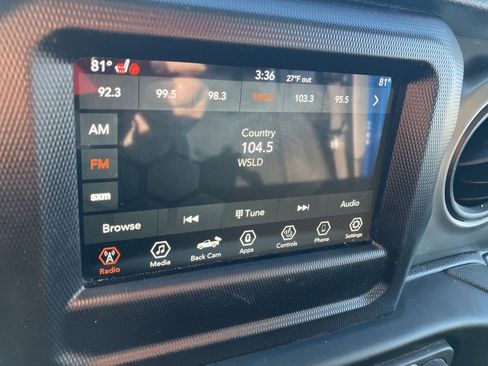 81° 3:36 27°F out 81°
92.3 99.5 98.3 104.5 103.3 95.5
AM
Country
104.5
FM
WSLD
sxm
Browse Tune Audio
Radio Media Back Cam Apps Controls Phone Settings